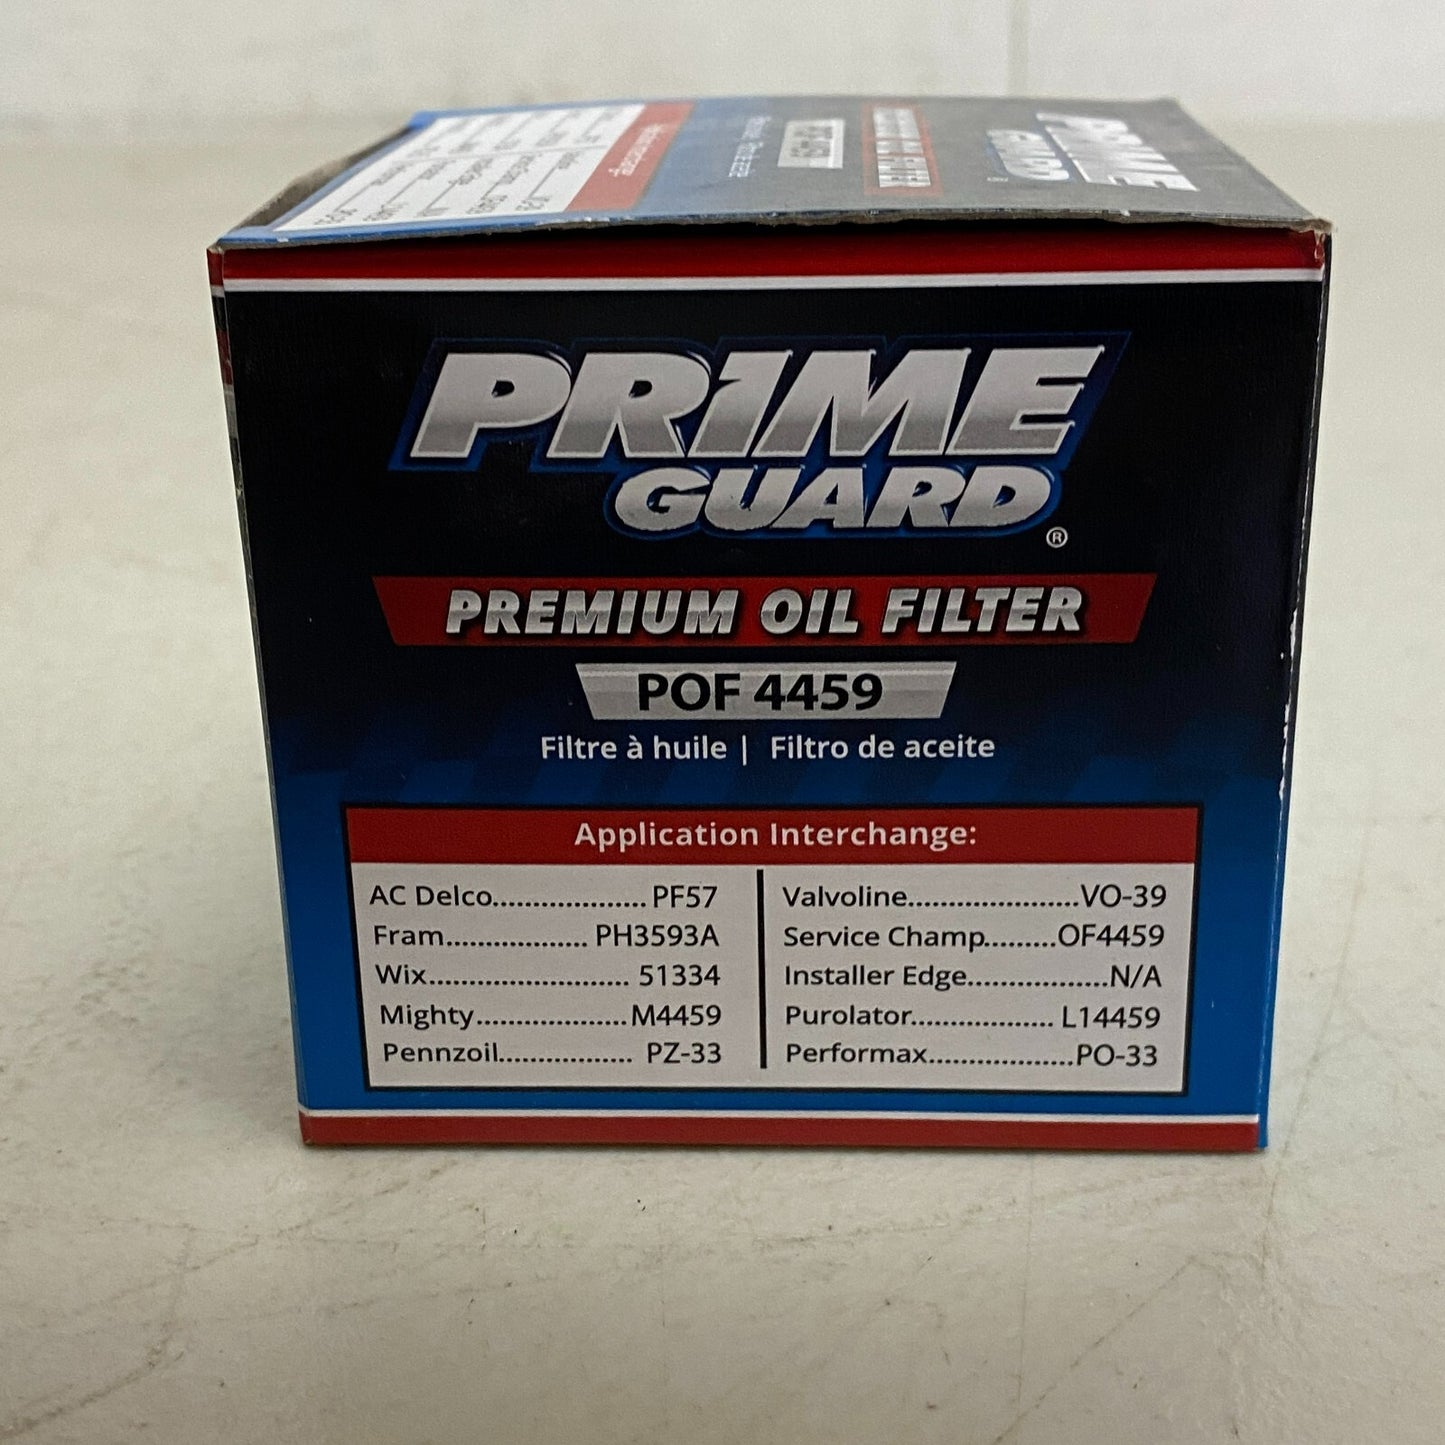 PRIME
GUARD
®
PREMIUM OIL FILTER
POF 4459
Filtre à huile | Filtro de aceite
Application Interchange:
AC Delco................... PF57
Fram................. PH3593A
Wix........................ 51334
Mighty..................M4459
Pennzoil................ PZ-33
Valvoline.....................VO-39
Service Champ.........OF4459
Installer Edge.................N/A
Purolator................. L14459
Performax.................PO-33